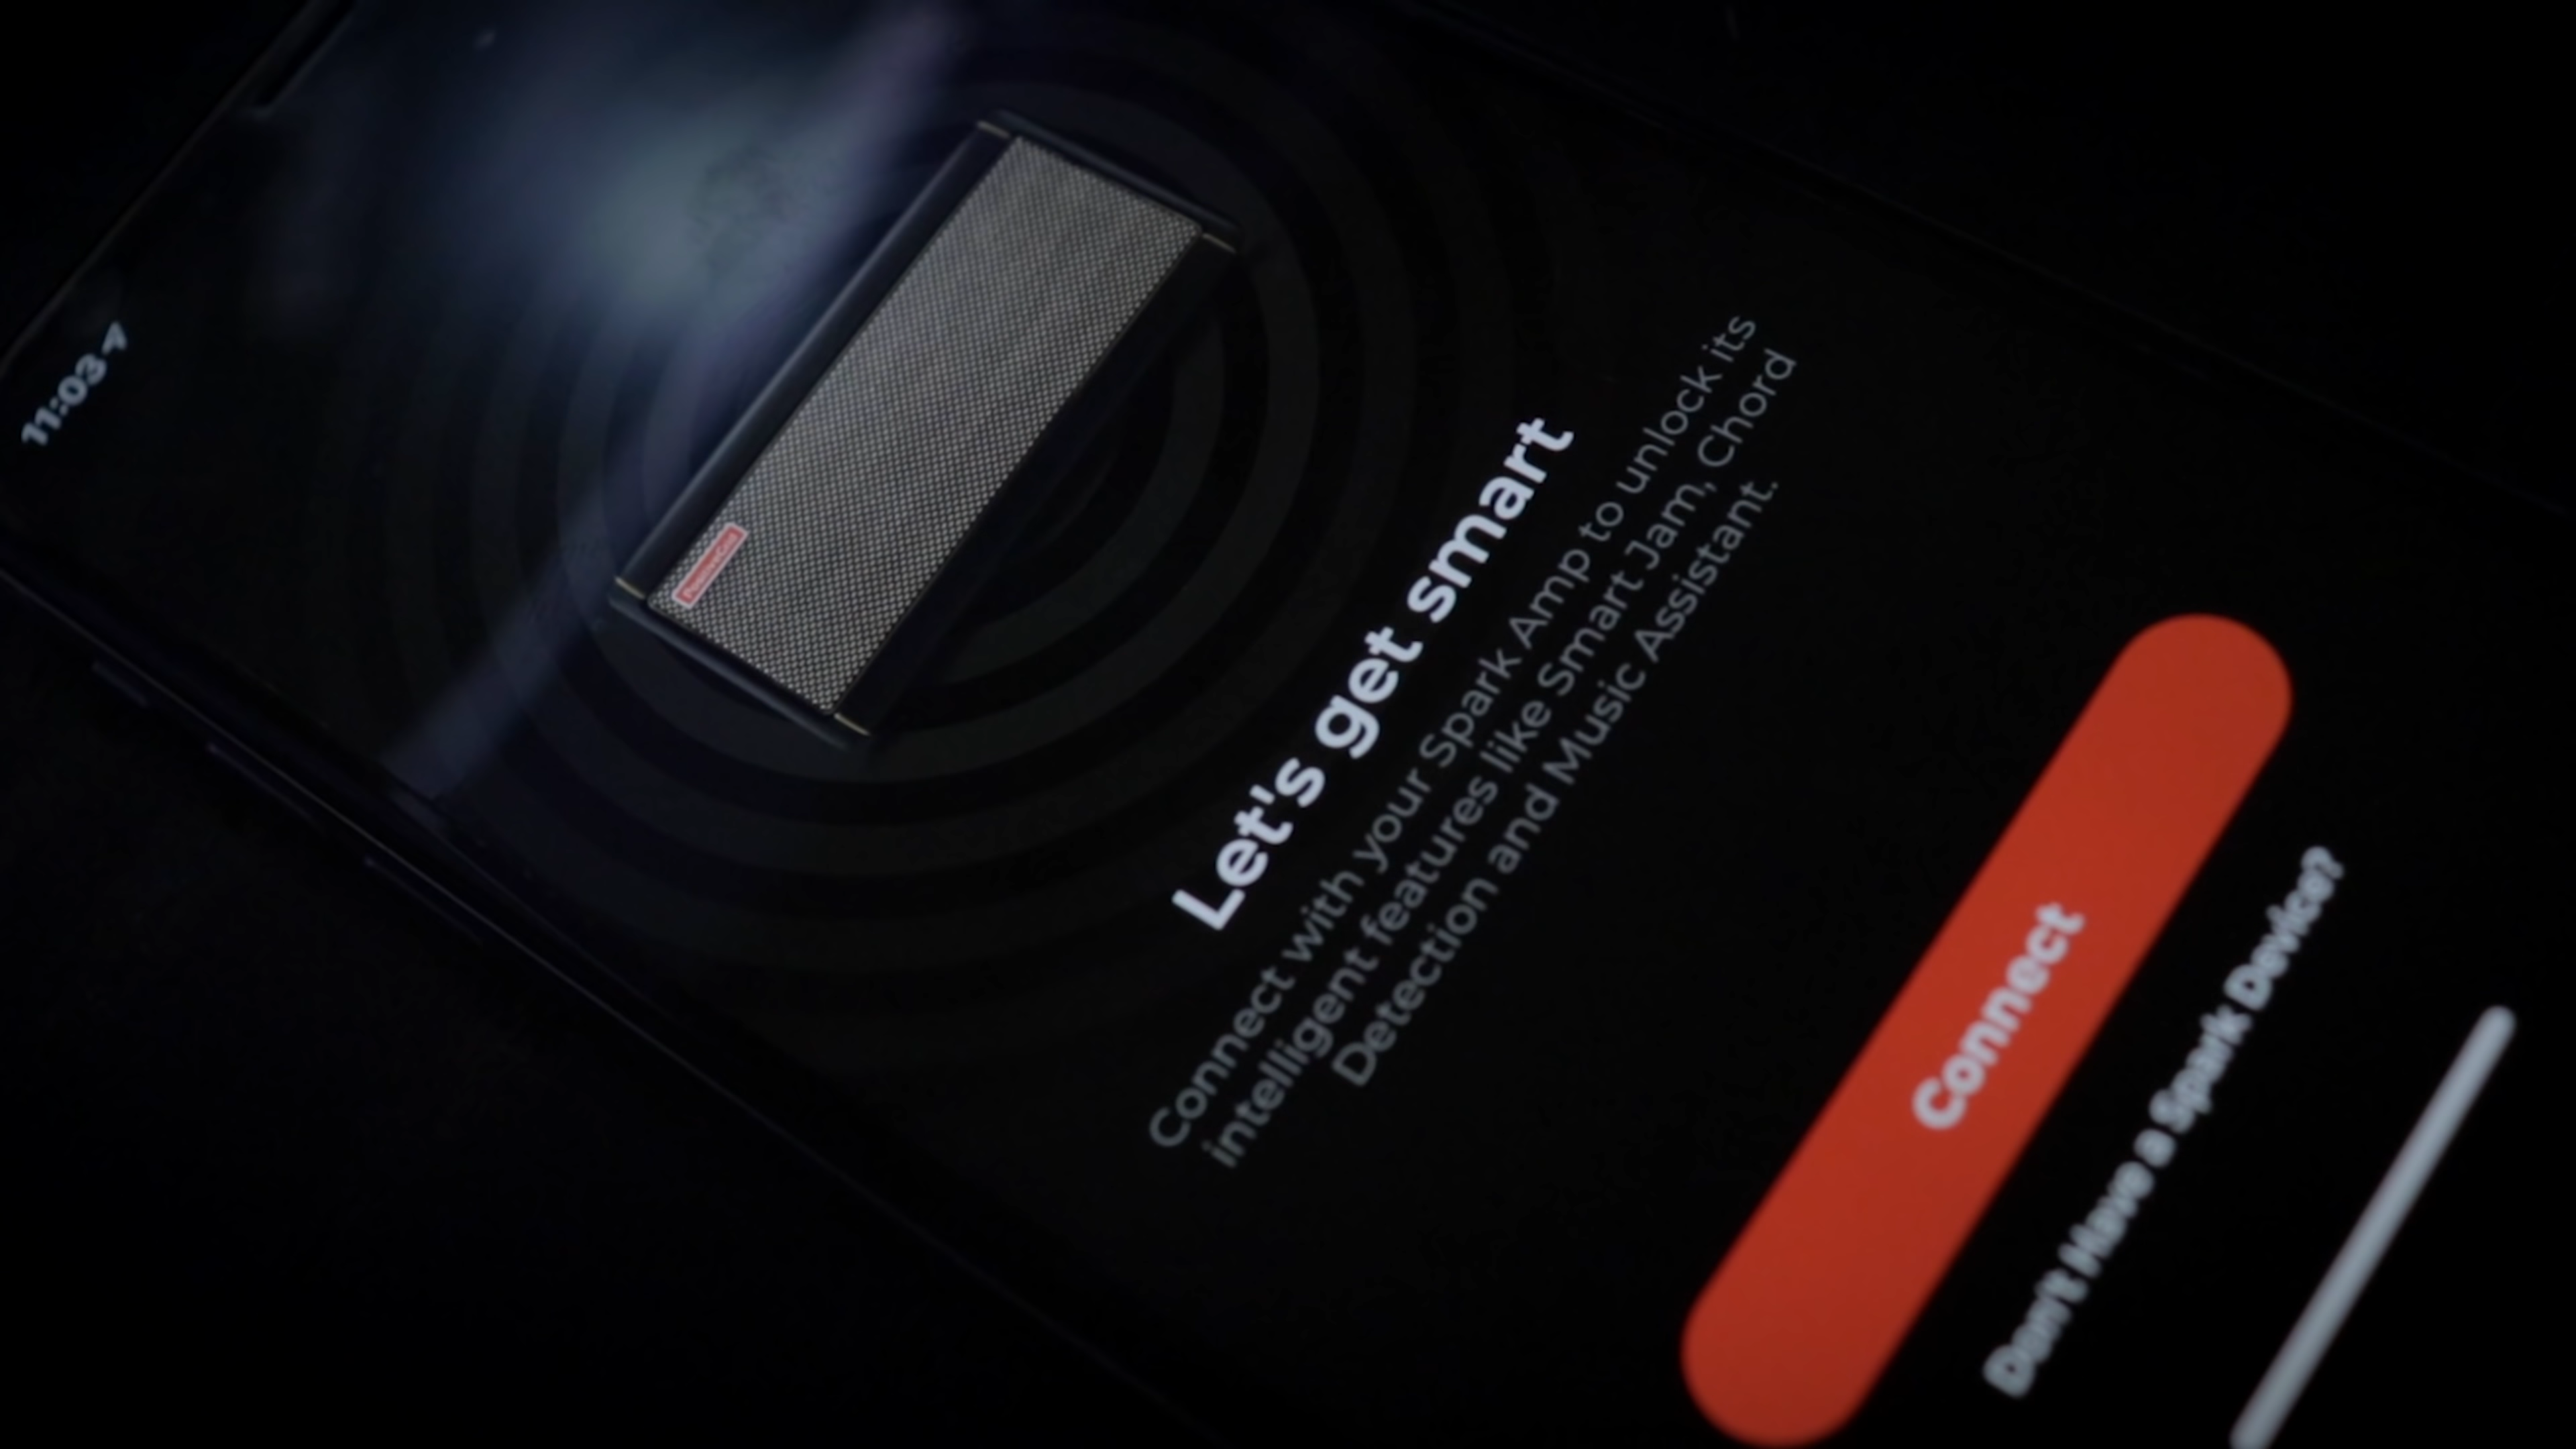 11:03
PositiveGrid
Let's get smart
Connect with your Spark Amp to unlock its
intelligent features like Smart Jam, Chord
Detection and Music Assistant.
Connect
Don't Have a Spark Device?